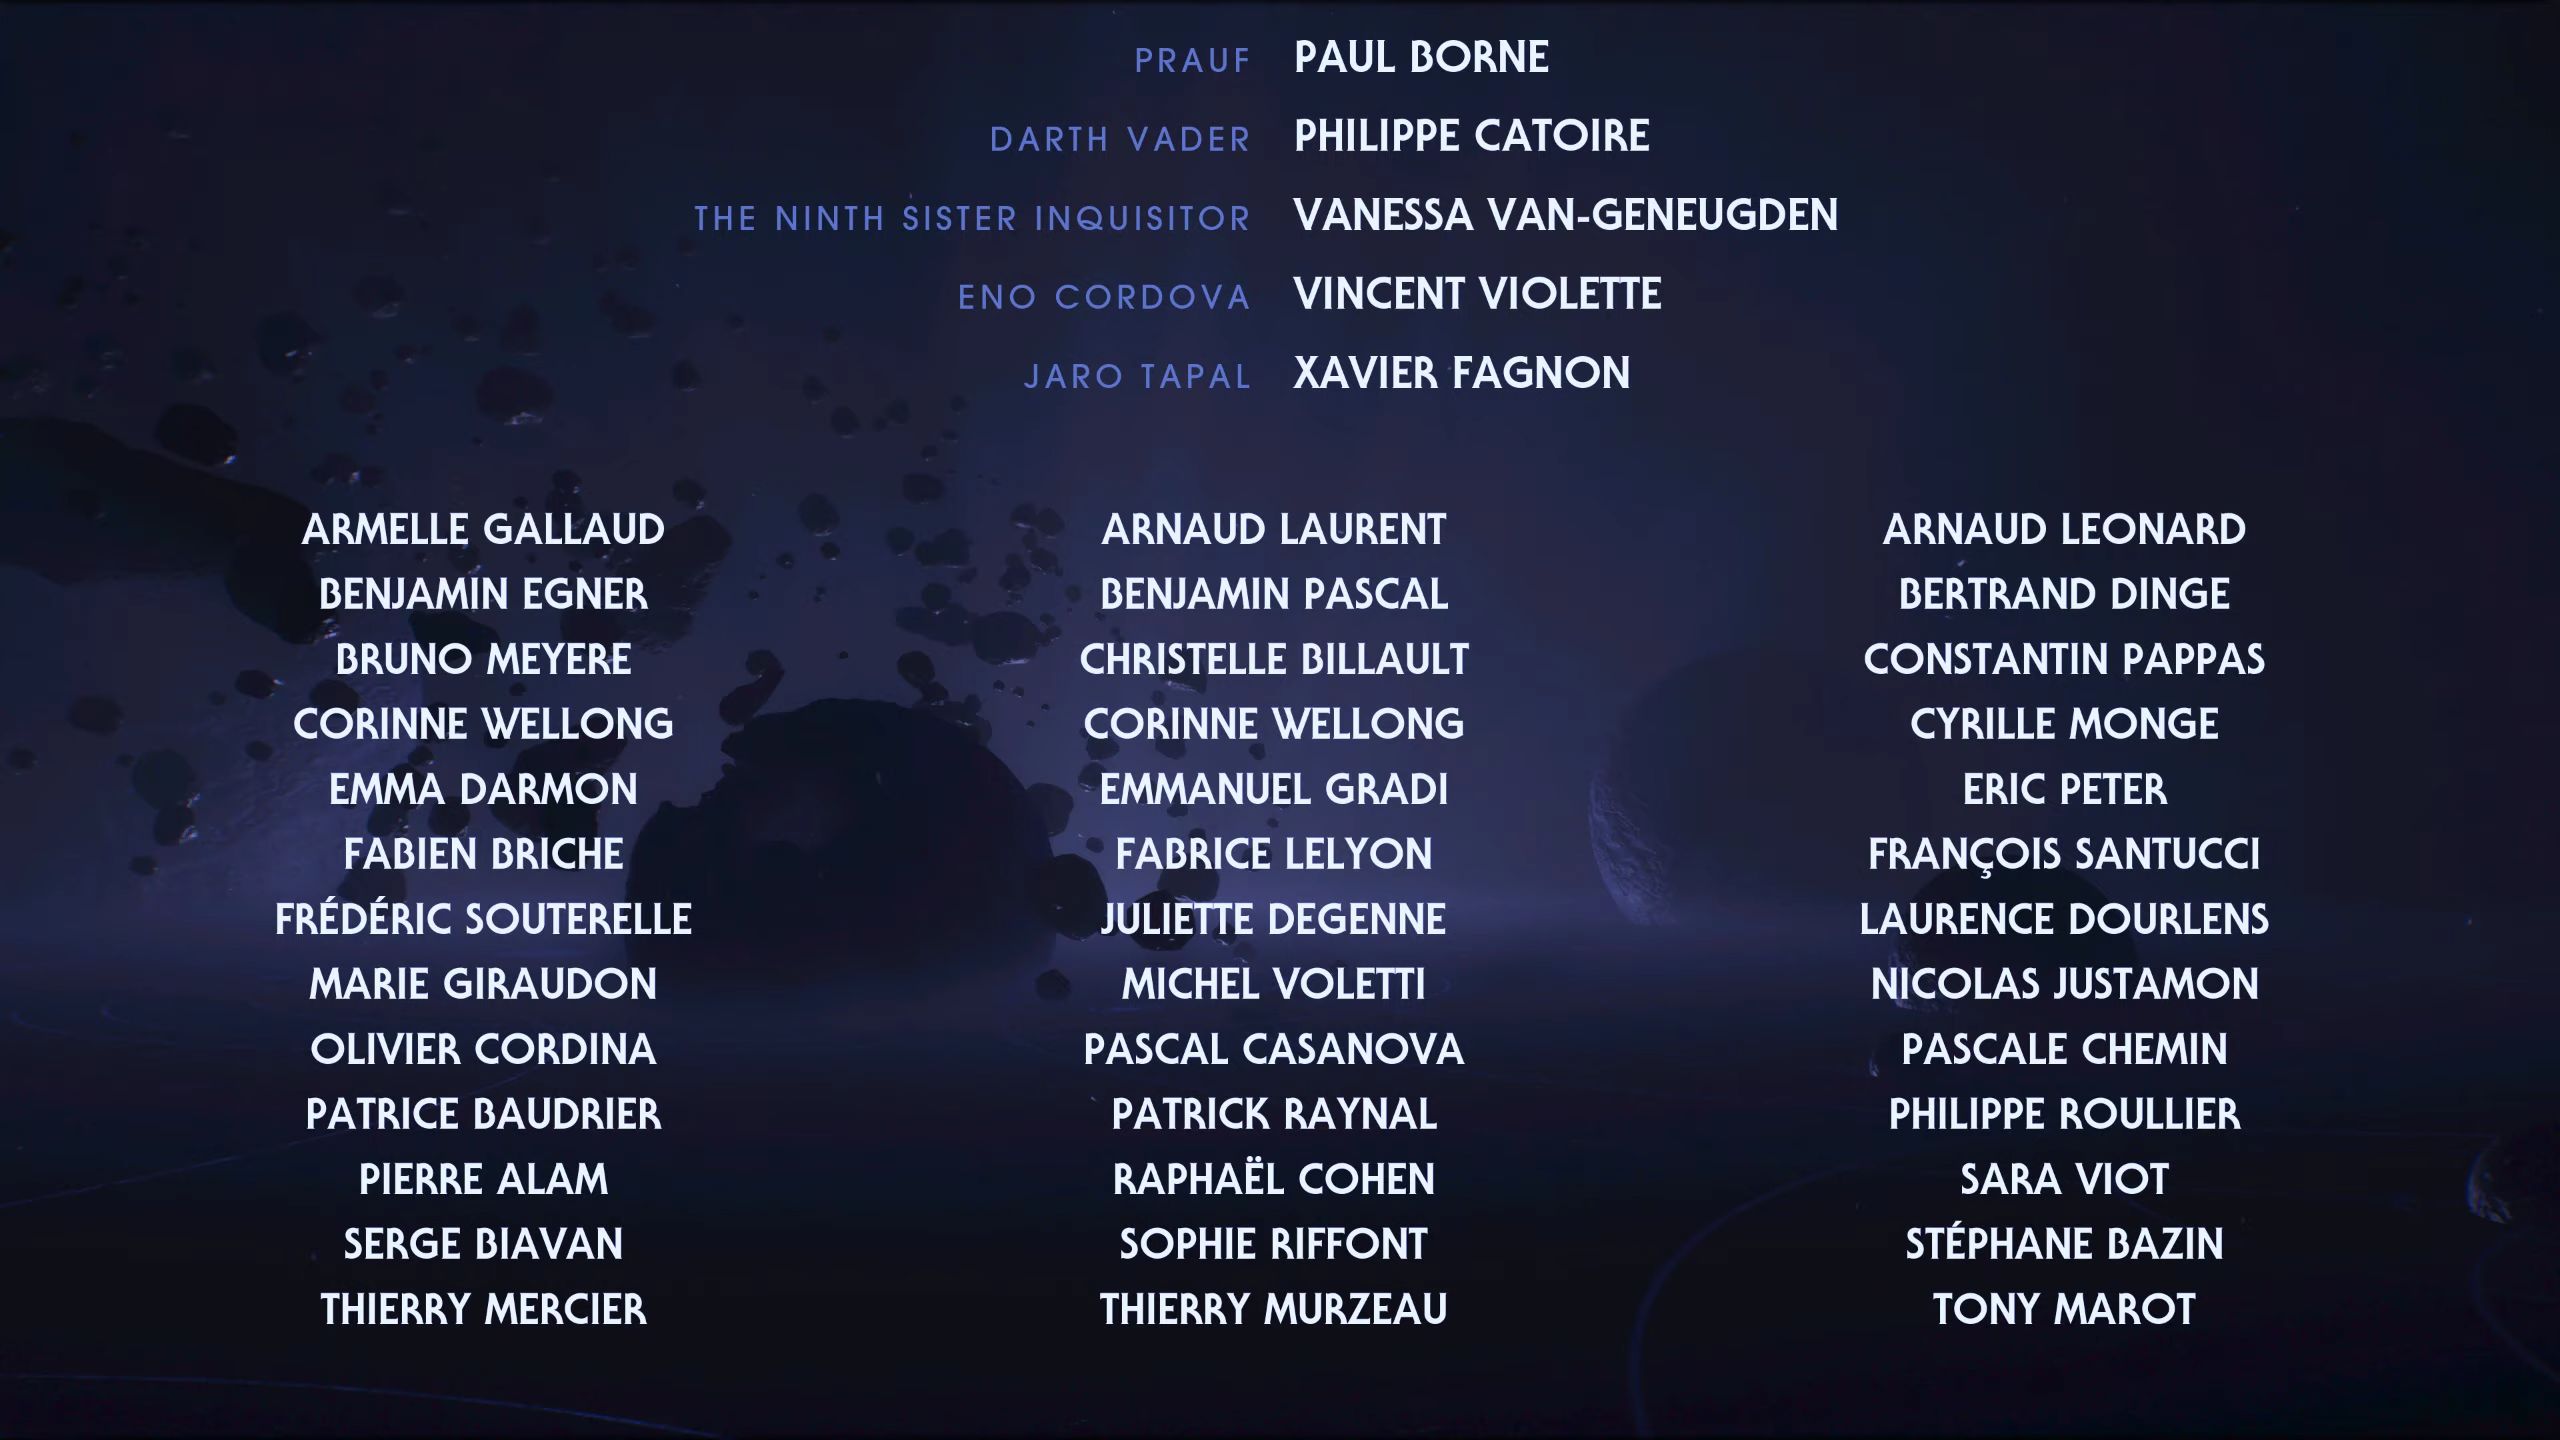 PRAUF PAUL BORNE
DARTH VADER PHILIPPE CATOIRE
THE NINTH SISTER INQUISITOR VANESSA VAN-GENEUGDEN
ENO CORDOVA VINCENT VIOLETTE
JARO TAPAL XAVIER FAGNON
ARMELLE GALLAUD ARNAUD LAURENT ARNAUD LEONARD
BENJAMIN EGNER BENJAMIN PASCAL BERTRAND DINGE
BRUNO MEYERE CHRISTELLE BILLAULT CONSTANTIN PAPPAS
CORINNE WELLONG CORINNE WELLONG CYRILLE MONGE
EMMA DARMON EMMANUEL GRADI ERIC PETER
FABIEN BRICHE FABRICE LELYON FRANÇOIS SANTUCCI
FRÉDÉRIC SOUTERELLE JULIETTE DEGENNE LAURENCE DOURLENS
MARIE GIRAUDON MICHEL VOLETTI NICOLAS JUSTAMON
OLIVIER CORDINA PASCAL CASANOVA PASCALE CHEMIN
PATRICE BAUDRIER PATRICK RAYNAL PHILIPPE ROULLIER
PIERRE ALAM RAPHAËL COHEN SARA VIOT
SERGE BIAVAN SOPHIE RIFFONT STÉPHANE BAZIN
THIERRY MERCIER THIERRY MURZEAU TONY MAROT